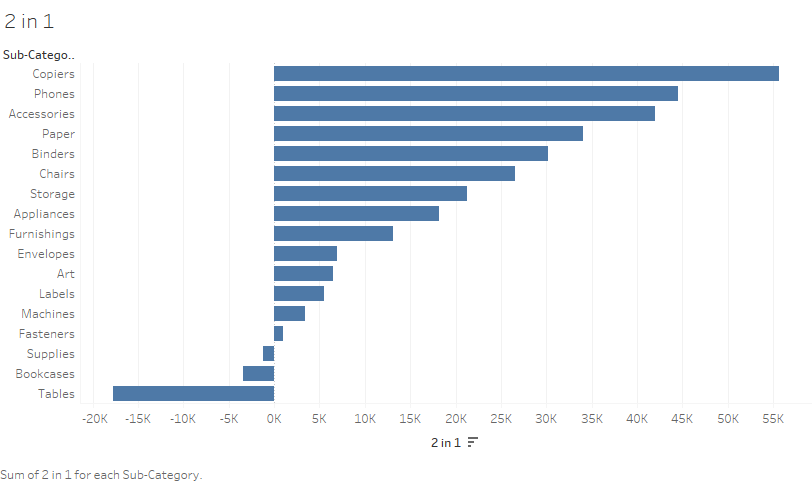 2 in 1
Sub-Catego..
Copiers
Phones
Accessories
Paper
Binders
Chairs
Storage
Appliances
Furnishings
Envelopes
Art
Labels
Machines
Fasteners
Supplies
Bookcases
Tables
-20K -15K -10K -5K 0K 5K 10K 15K 20K 25K 30K 35K 40K 45K 50K 55K
2 in 1
Sum of 2 in 1 for each Sub-Category.